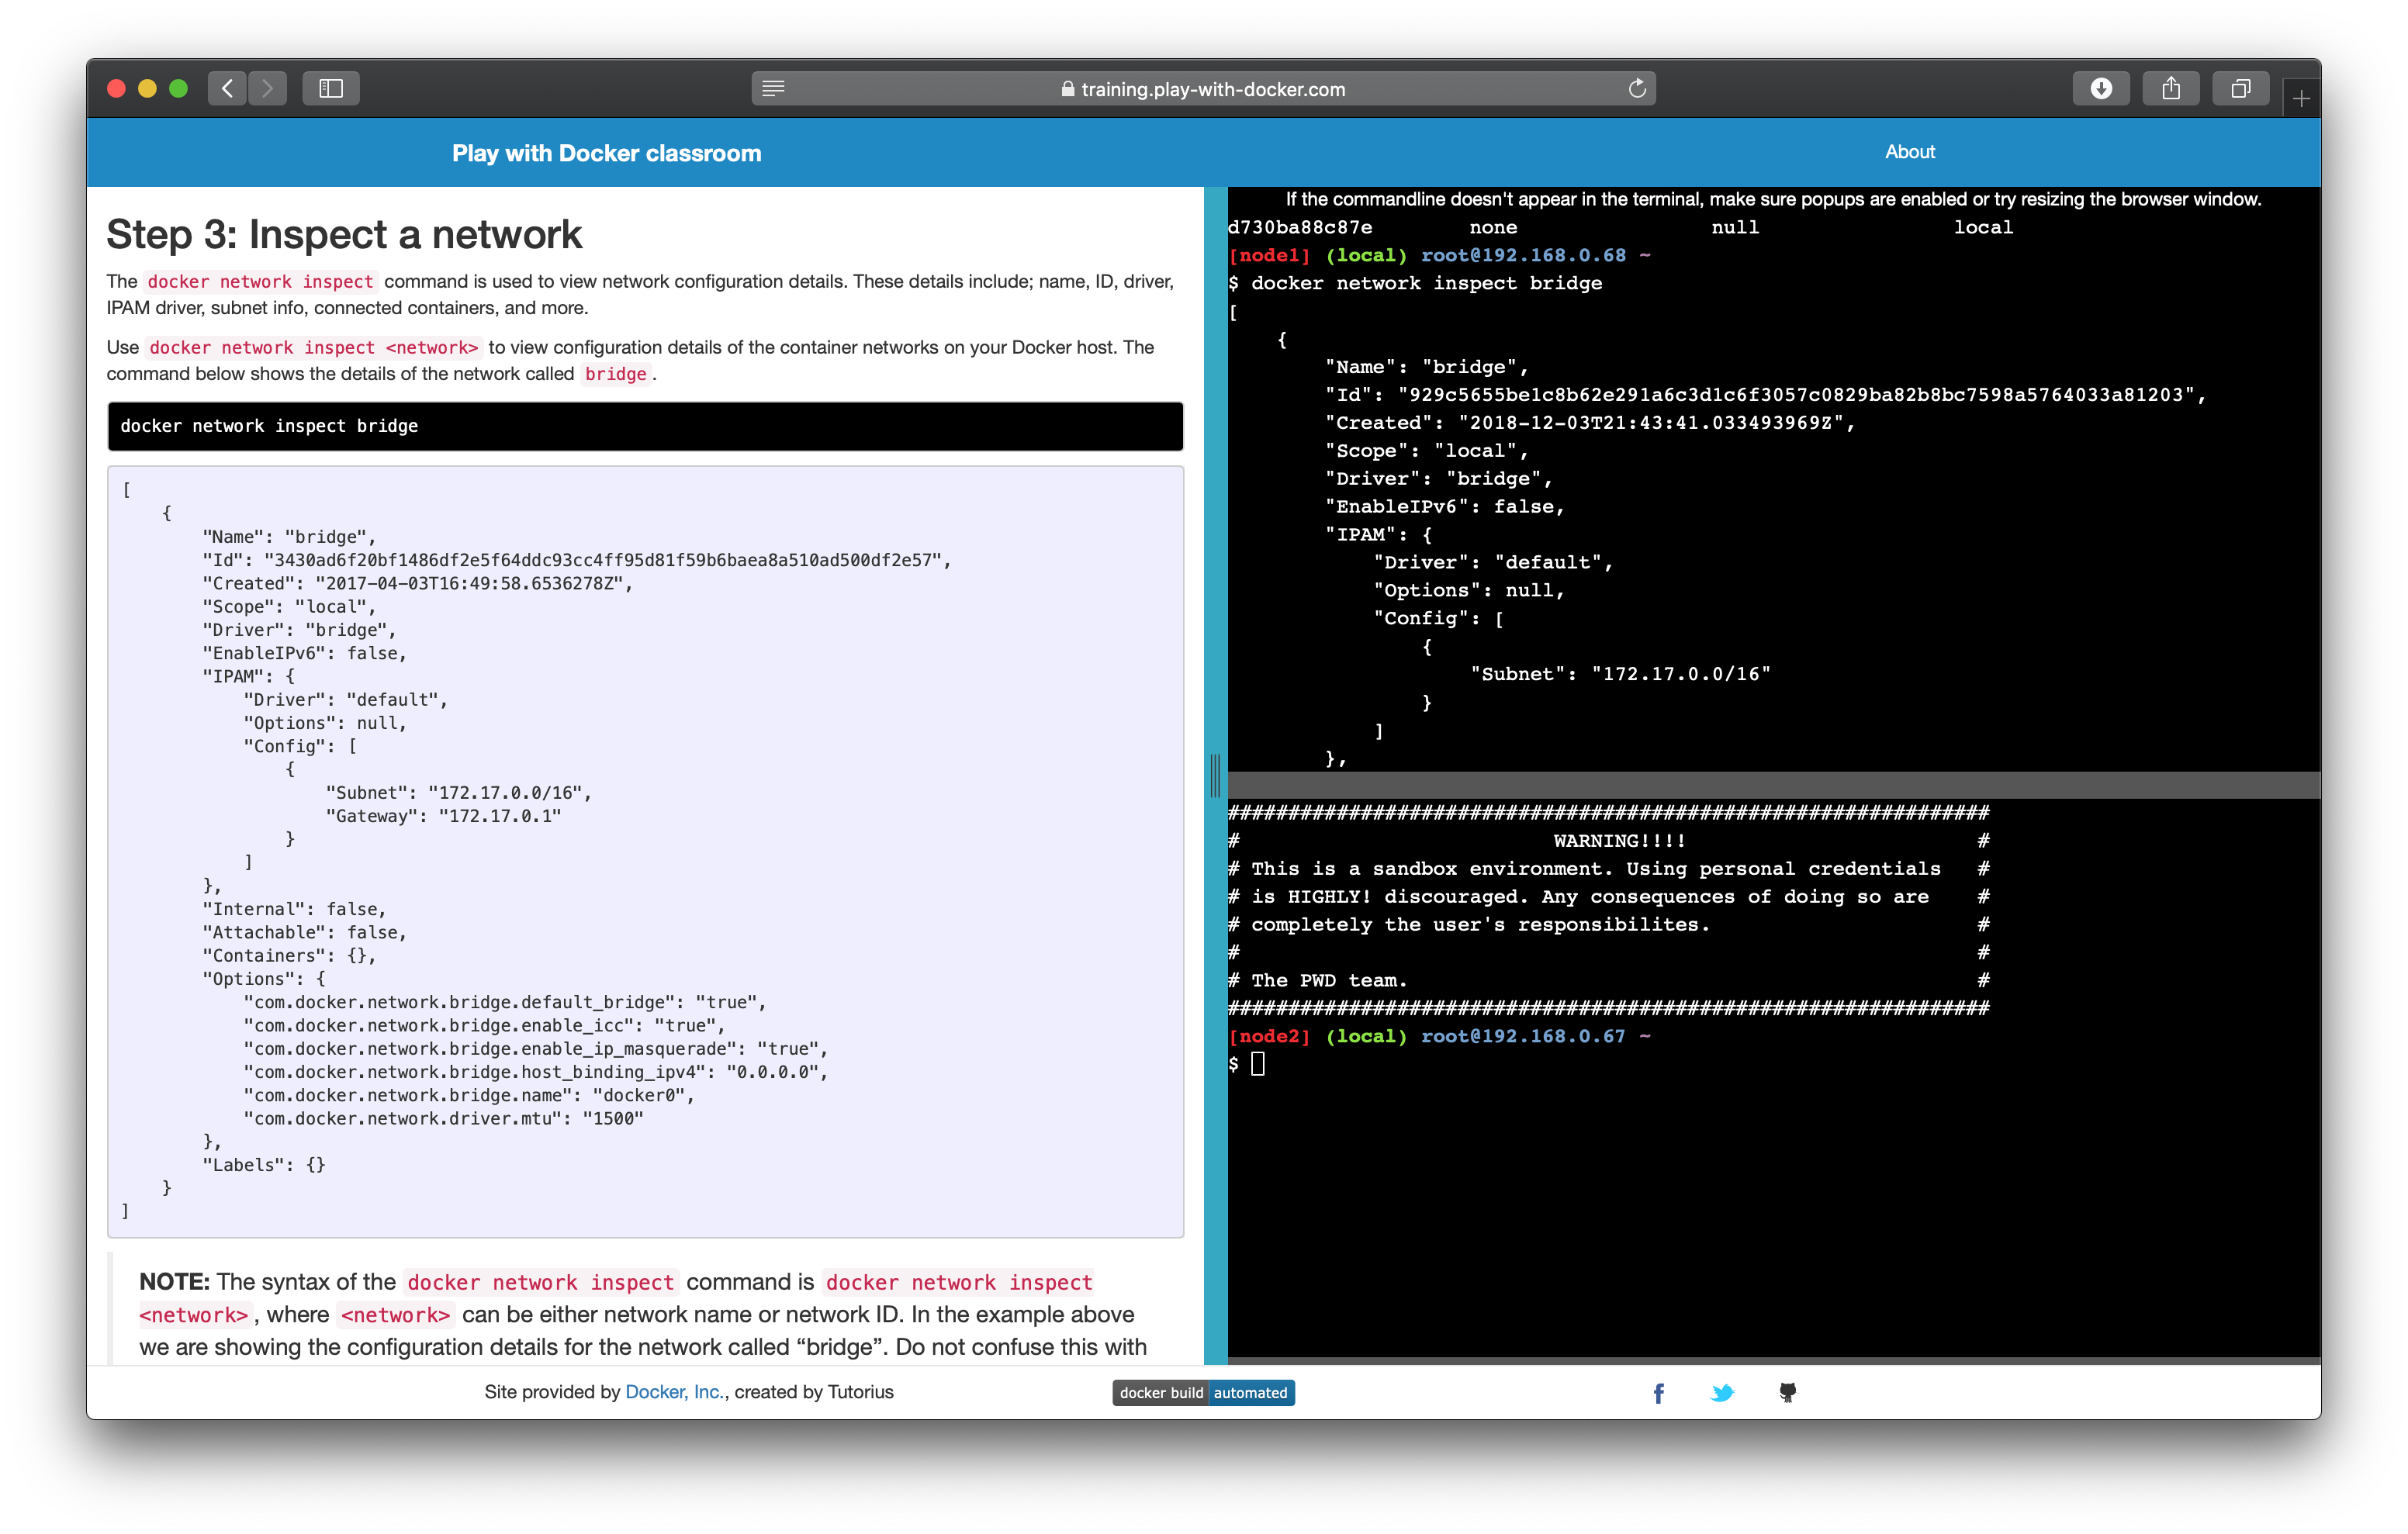 training.play-with-docker.com
Play with Docker classroom
About
Step 3: Inspect a network
The docker network inspect command is used to view network configuration details. These details include; name, ID, driver,
IPAM driver, subnet info, connected containers, and more.
Use docker network inspect <network> to view configuration details of the container networks on your Docker host. The
command below shows the details of the network called bridge.
docker network inspect bridge
[
    {
        "Name": "bridge",
        "Id": "3430ad6f20bf1486df2e5f64ddc93cc4ff95d81f59b6baea8a510ad500df2e57",
        "Created": "2017-04-03T16:49:58.6536278Z",
        "Scope": "local",
        "Driver": "bridge",
        "EnableIPv6": false,
        "IPAM": {
            "Driver": "default",
            "Options": null,
            "Config": [
                {
                    "Subnet": "172.17.0.0/16",
                    "Gateway": "172.17.0.1"
                }
            ]
        },
        "Internal": false,
        "Attachable": false,
        "Containers": {},
        "Options": {
            "com.docker.network.bridge.default_bridge": "true",
            "com.docker.network.bridge.enable_icc": "true",
            "com.docker.network.bridge.enable_ip_masquerade": "true",
            "com.docker.network.bridge.host_binding_ipv4": "0.0.0.0",
            "com.docker.network.bridge.name": "docker0",
            "com.docker.network.driver.mtu": "1500"
        },
        "Labels": {}
    }
]
NOTE: The syntax of the docker network inspect command is docker network inspect
<network>, where <network> can be either network name or network ID. In the example above
we are showing the configuration details for the network called “bridge”. Do not confuse this with
If the commandline doesn't appear in the terminal, make sure popups are enabled or try resizing the browser window.
d730ba88c87e        none                null                local
[node1] (local) root@192.168.0.68 ~
$ docker network inspect bridge
[
    {
        "Name": "bridge",
        "Id": "929c5655be1c8b62e291a6c3d1c6f3057c0829ba82b8bc7598a5764033a81203",
        "Created": "2018-12-03T21:43:41.033493969Z",
        "Scope": "local",
        "Driver": "bridge",
        "EnableIPv6": false,
        "IPAM": {
            "Driver": "default",
            "Options": null,
            "Config": [
                {
                    "Subnet": "172.17.0.0/16"
                }
            ]
        },
###############################################################
#                          WARNING!!!!                        #
# This is a sandbox environment. Using personal credentials   #
# is HIGHLY! discouraged. Any consequences of doing so are    #
# completely the user's responsibilites.                      #
#                                                             #
# The PWD team.                                               #
###############################################################
[node2] (local) root@192.168.0.67 ~
$
Site provided by Docker, Inc., created by Tutorius
docker build automated